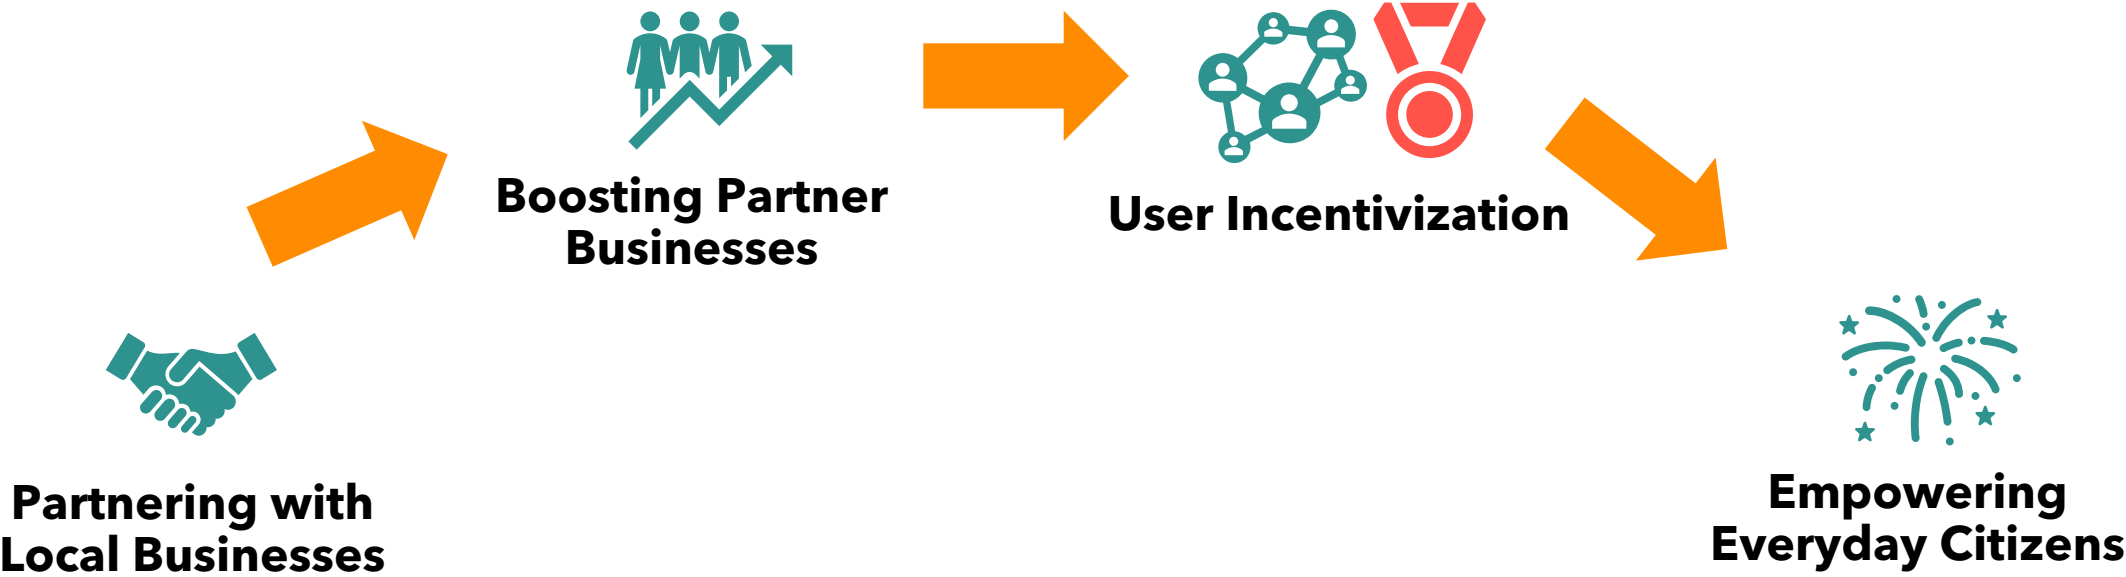 Partnering with
Local Businesses
Boosting Partner
Businesses
User Incentivization
Empowering
Everyday Citizens